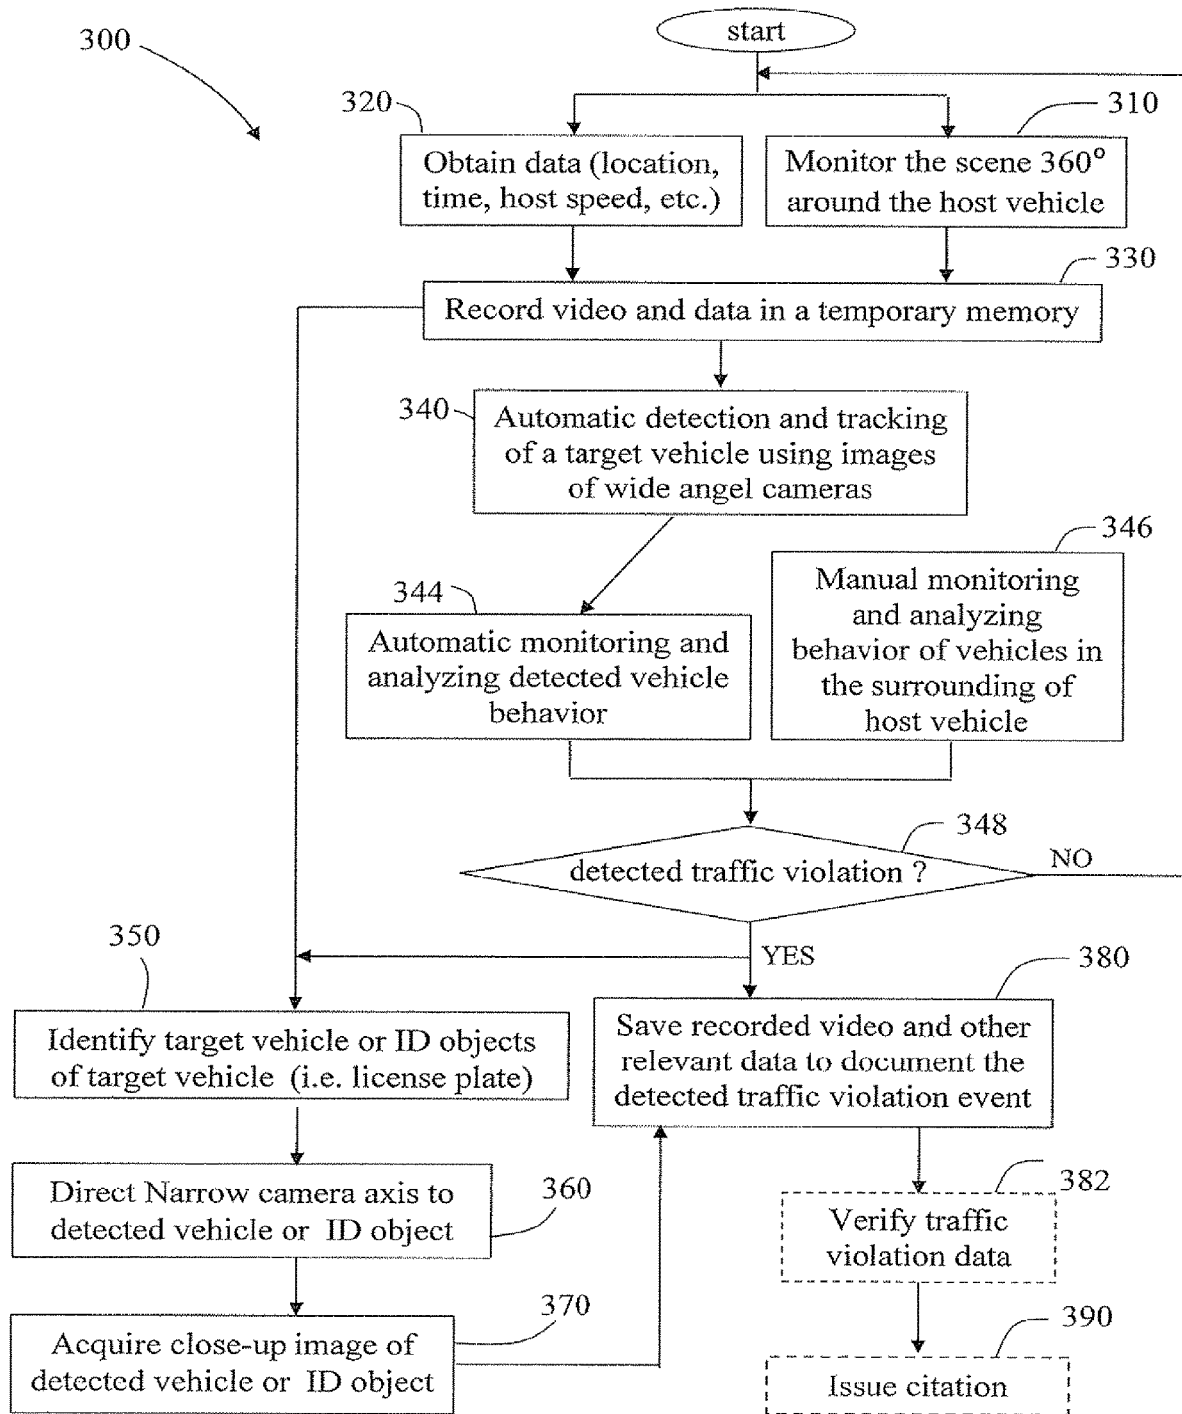 start
300
320
310
Obtain data (location,
time, host speed, etc.)
Monitor the scene 360°
around the host vehicle
330
Record video and data in a temporary memory
340
Automatic detection and tracking
of a target vehicle using images
of wide angel cameras
346
Manual monitoring
and analyzing
behavior of vehicles in
the surrounding of
host vehicle
344
Automatic monitoring and
analyzing detected vehicle
behavior
348
detected traffic violation ?
NO
YES
350
380
Identify target vehicle or ID objects
of target vehicle (i.e. license plate)
Save recorded video and other
relevant data to document the
detected traffic violation event
360
Direct Narrow camera axis to
detected vehicle or ID object
382
Verify traffic
violation data
370
Acquire close-up image of
detected vehicle or ID object
390
Issue citation